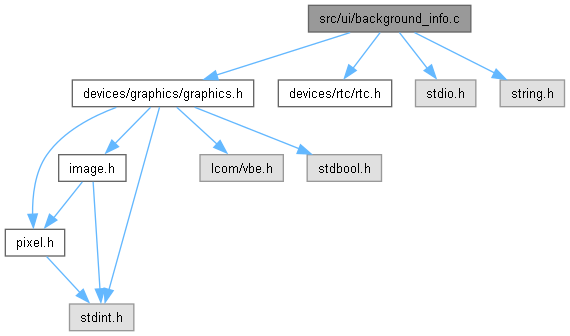 src/ui/background_info.c
devices/graphics/graphics.h
devices/rtc/rtc.h
stdio.h
string.h
image.h
lcom/vbe.h
stdbool.h
pixel.h
stdint.h